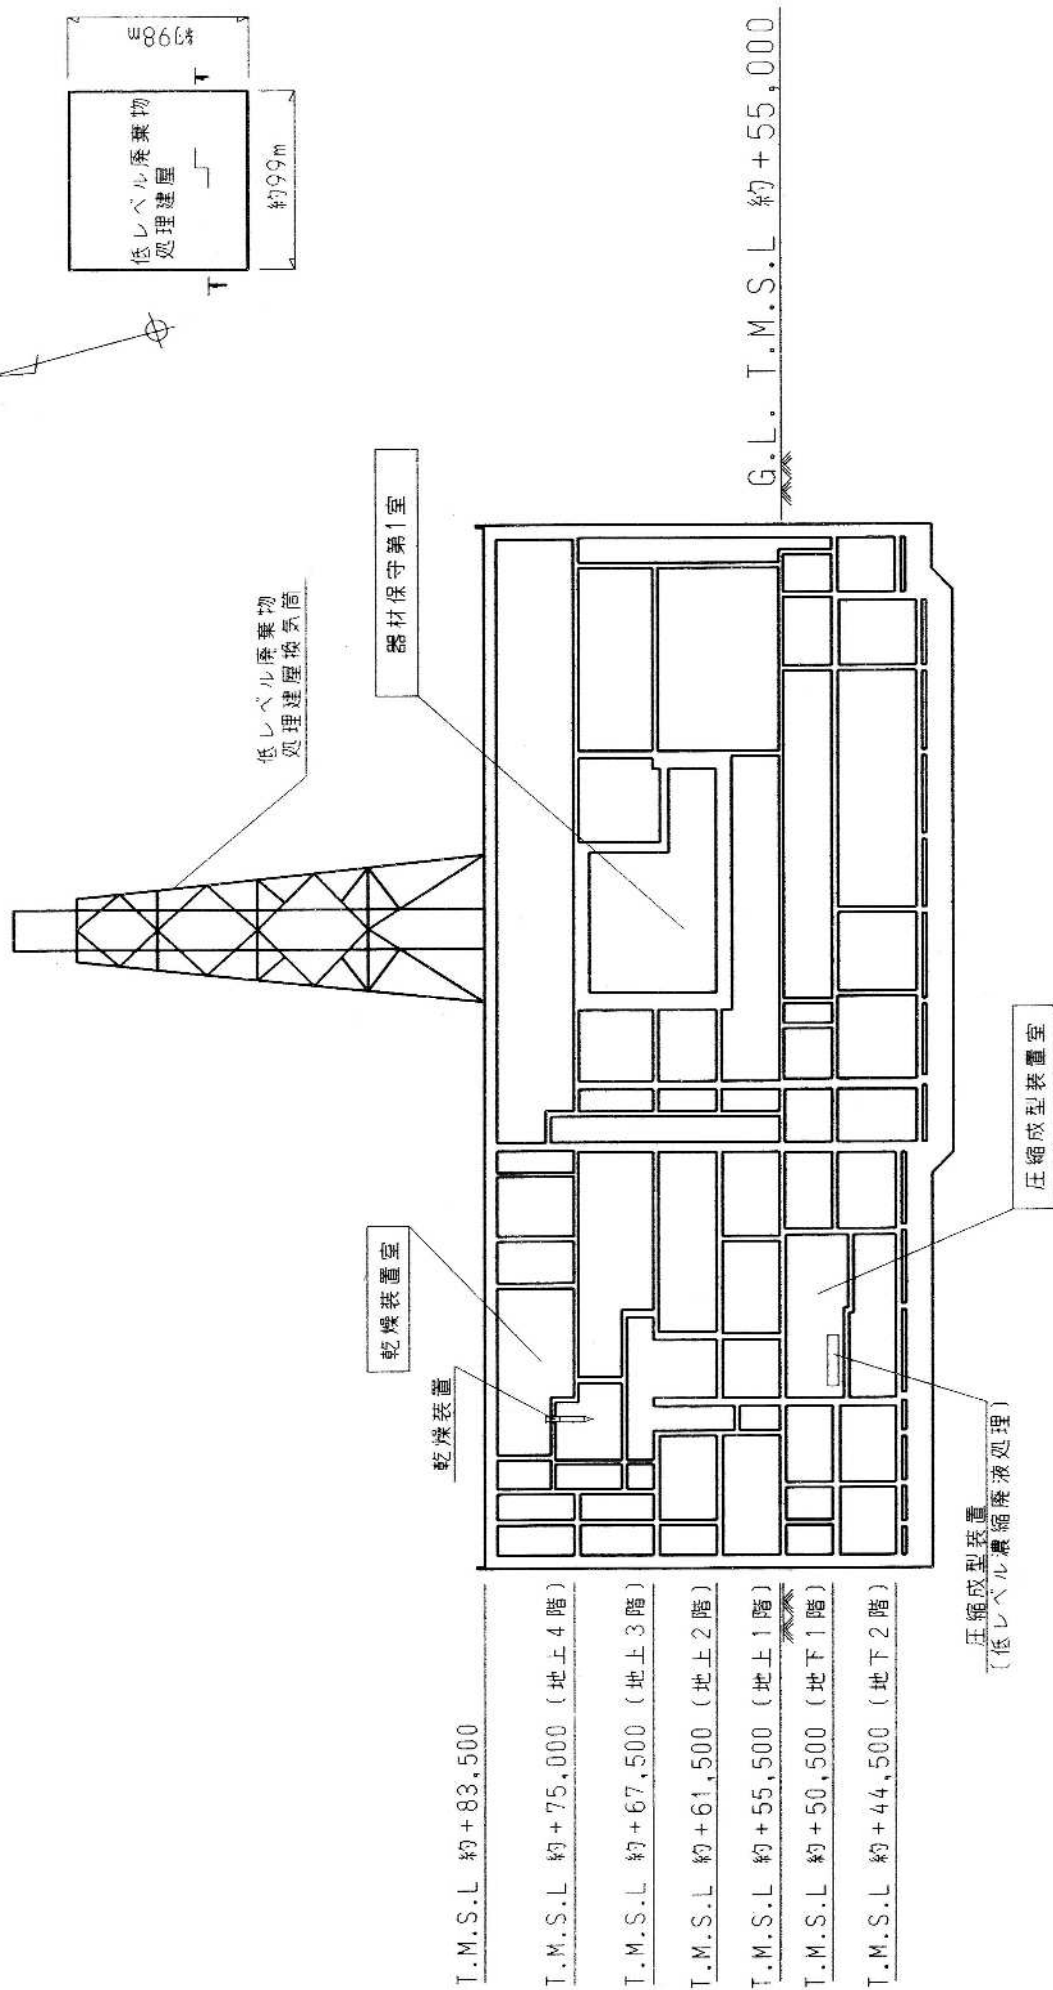 約98m
低レベル廃棄物
処理建屋
約99m
低レベル廃棄物
処理建屋換気筒
器材保守第1室
G.L. T.M.S.L 約+55,000
乾燥装置室
乾燥装置
T.M.S.L 約+83,500
T.M.S.L 約+75,000 (地上4階)
T.M.S.L 約+67,500 (地上3階)
T.M.S.L 約+61,500 (地上2階)
T.M.S.L 約+55,500 (地上1階)
T.M.S.L 約+50,500 (地下1階)
T.M.S.L 約+44,500 (地下2階)
圧縮成型装置室
圧縮成型装置
(低レベル濃縮廃液処理)